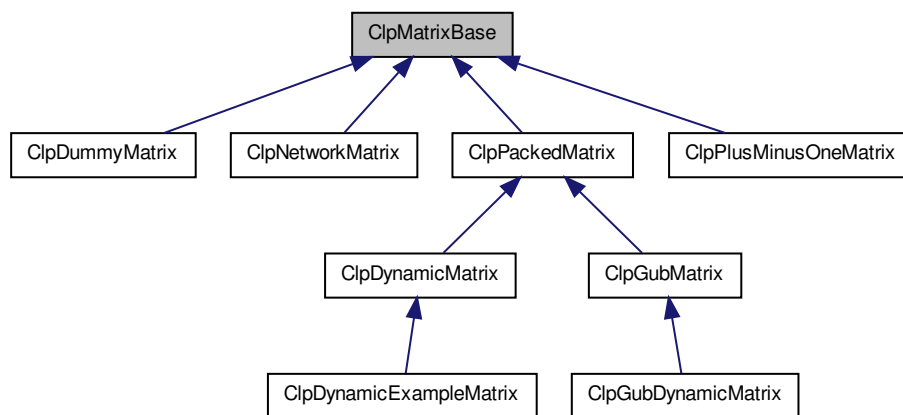 ClpMatrixBase
ClpDummyMatrix
ClpNetworkMatrix
ClpPackedMatrix
ClpPlusMinusOneMatrix
ClpDynamicMatrix
ClpGubMatrix
ClpDynamicExampleMatrix
ClpGubDynamicMatrix